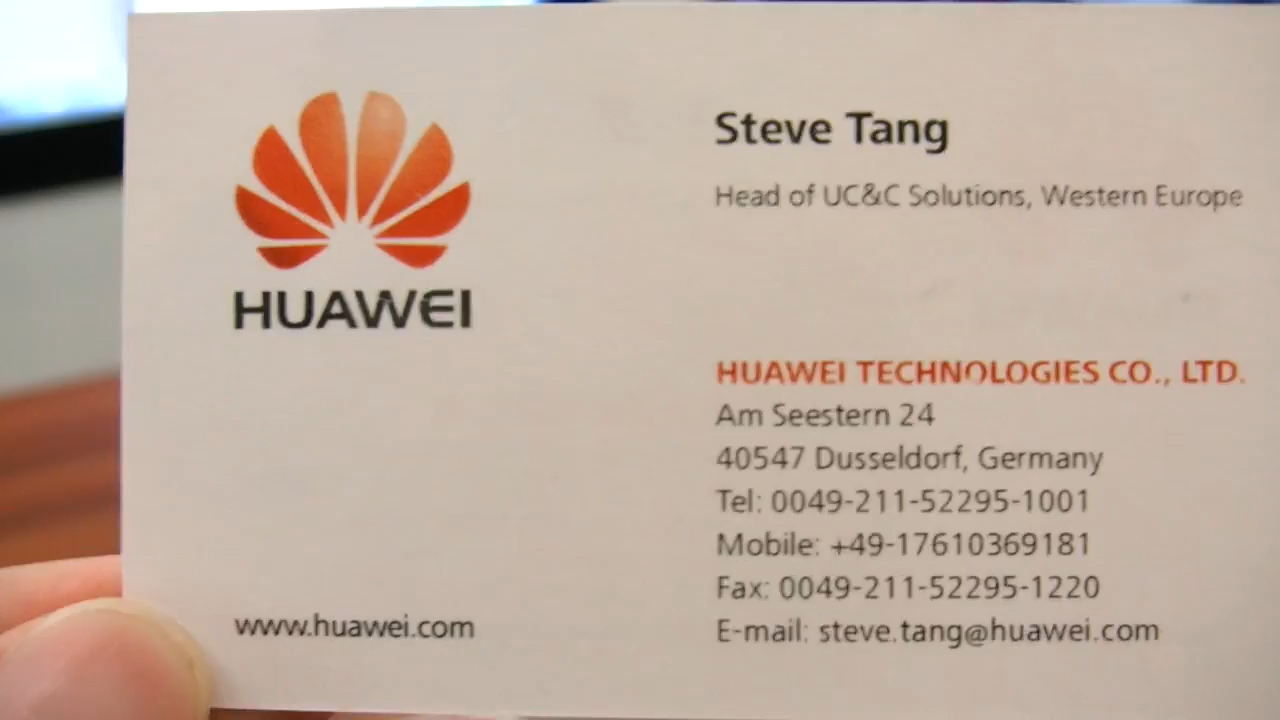 HUAWEI
Steve Tang
Head of UC&C Solutions, Western Europe
HUAWEI TECHNOLOGIES CO., LTD.
Am Seestern 24
40547 Dusseldorf, Germany
Tel: 0049-211-52295-1001
Mobile: +49-17610369181
Fax: 0049-211-52295-1220
E-mail: steve.tang@huawei.com
www.huawei.com